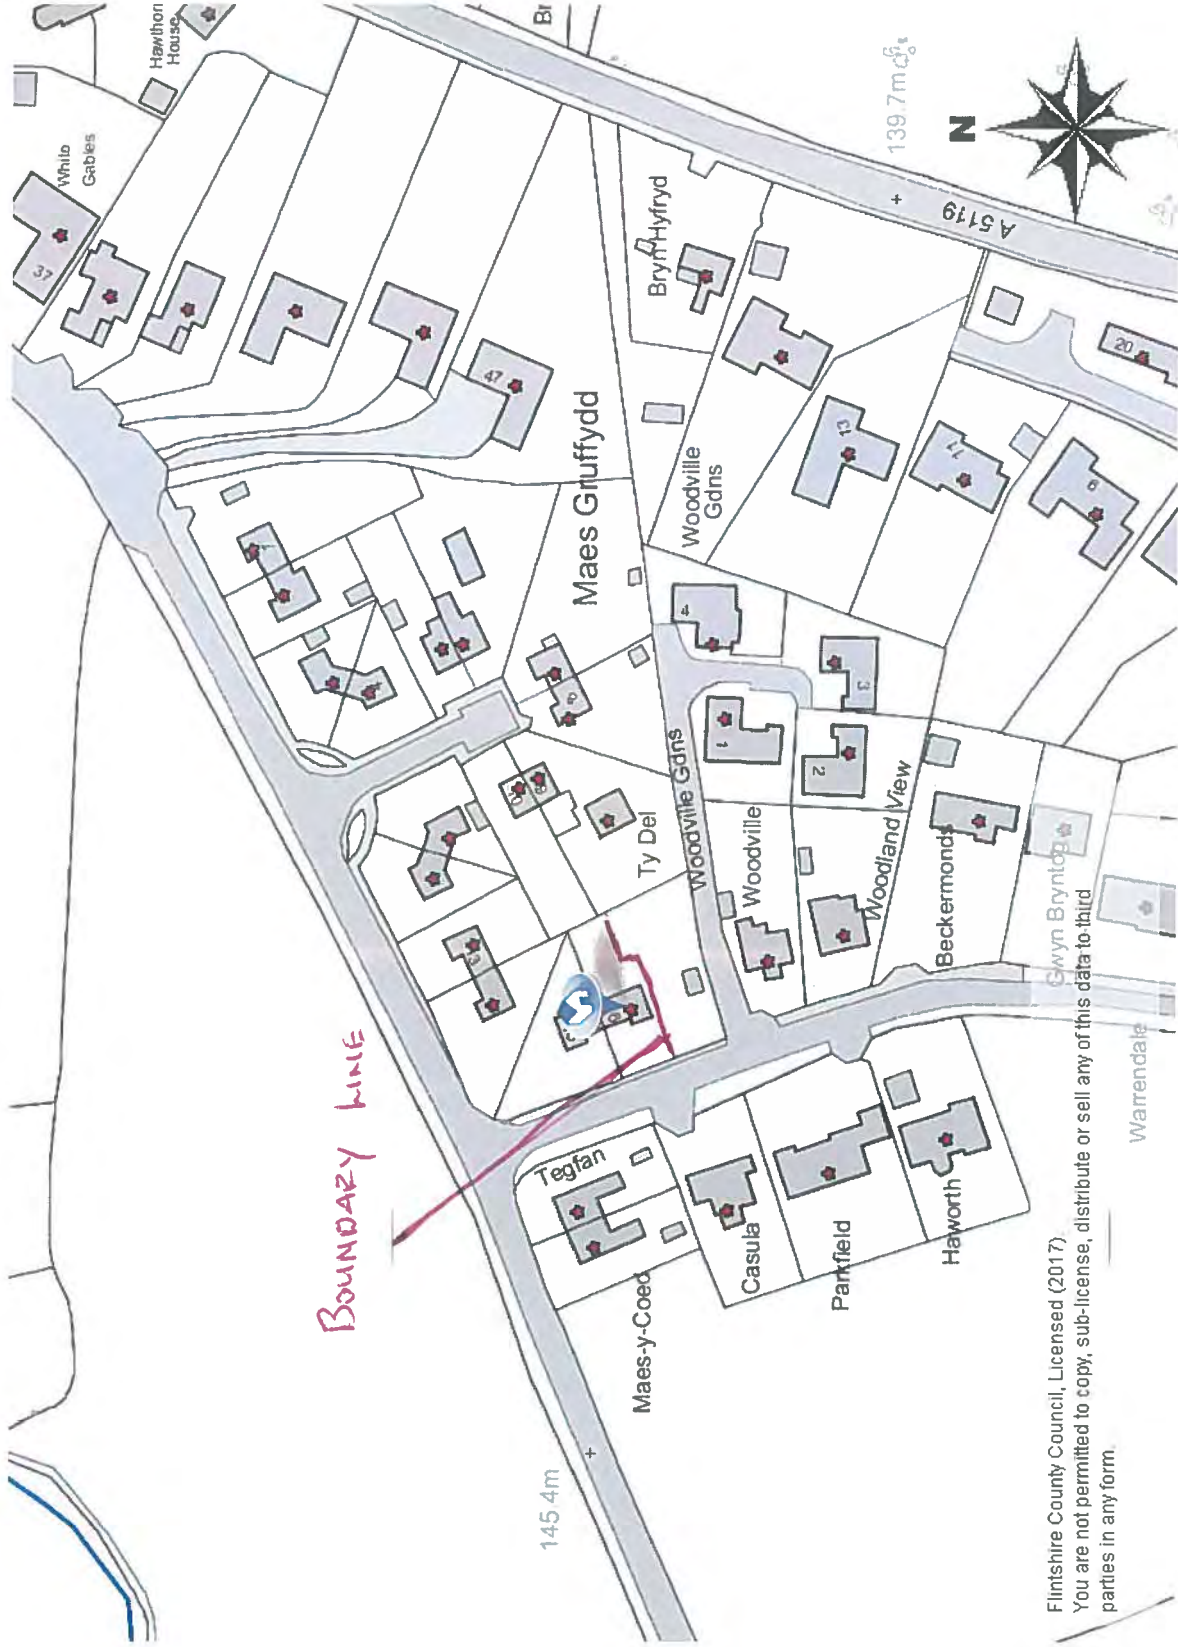 Hawthorn
House
White
Gables
37
47
Maes Gruffydd
Bryn Hyfryd
139.7m
N
A5119
20
Woodville
Gdns
13
11
4
3
1
2
9
Ty Del
Woodville Gdns
Woodville
Woodland View
Beckermonds
Gwyn Bryntog
Warrendale
BOUNDARY LINE
Tegfan
Maes-y-Coed
Casula
Parkfield
Haworth
145.4m
Flintshire County Council, Licensed (2017).
You are not permitted to copy, sub-license, distribute or sell any of this data to third
parties in any form.